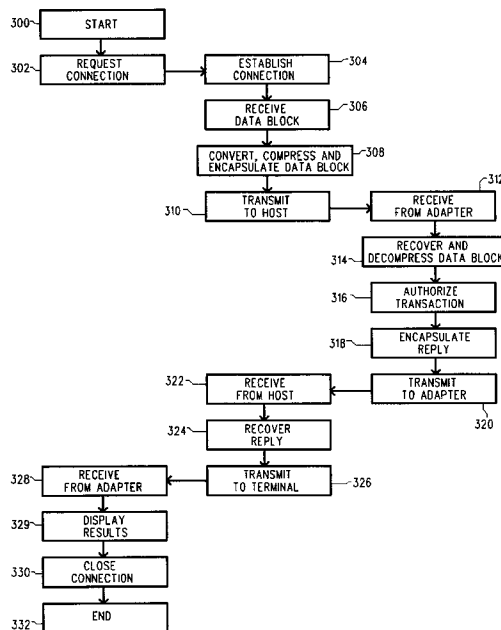 300
START
302
REQUEST
CONNECTION
ESTABLISH
CONNECTION
304
RECEIVE
DATA BLOCK
306
CONVERT, COMPRESS AND
ENCAPSULATE DATA BLOCK
308
310
TRANSMIT
TO HOST
RECEIVE
FROM ADAPTER
312
314
RECOVER AND
DECOMPRESS DATA BLOCK
316
AUTHORIZE
TRANSACTION
318
ENCAPSULATE
REPLY
TRANSMIT
TO ADAPTER
320
322
RECEIVE
FROM HOST
324
RECOVER
REPLY
TRANSMIT
TO TERMINAL
326
328
RECEIVE
FROM ADAPTER
329
DISPLAY
RESULTS
330
CLOSE
CONNECTION
332
END